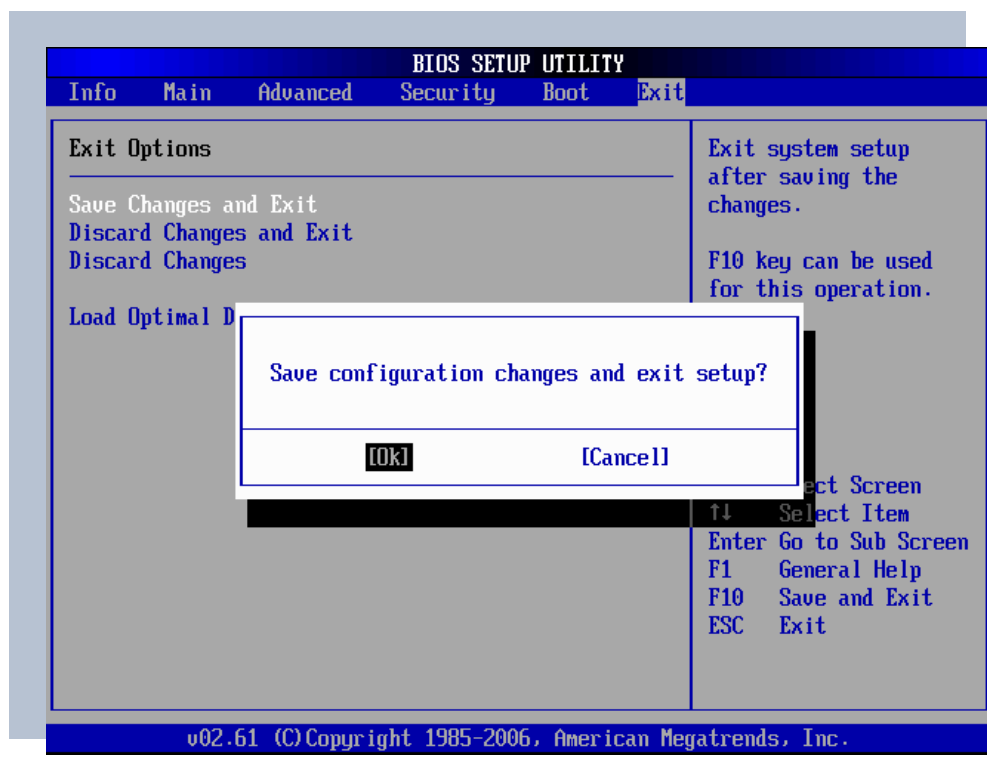 BIOS SETUP UTILITY
Info Main Advanced Security Boot Exit
Exit Options
Save Changes and Exit
Discard Changes and Exit
Discard Changes
Load Optimal D
Exit system setup
after saving the
changes.
F10 key can be used
for this operation.
Save configuration changes and exit setup?
[Ok] [Cancel]
ect Screen
↑↓ Select Item
Enter Go to Sub Screen
F1 General Help
F10 Save and Exit
ESC Exit
v02.61 (C)Copyright 1985-2006, American Megatrends, Inc.